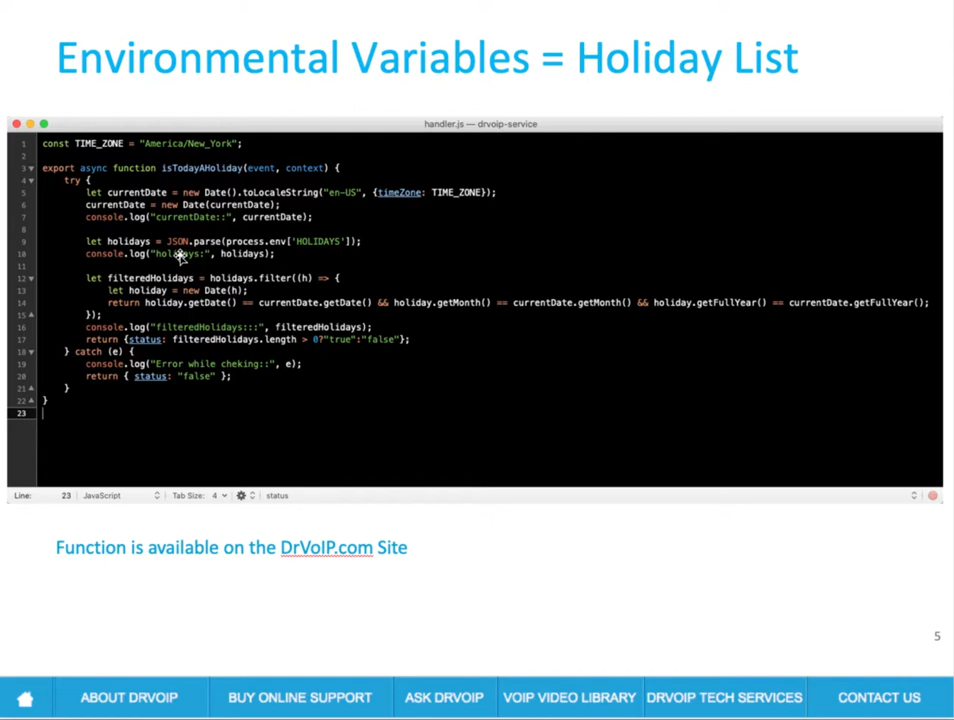 Environmental Variables = Holiday List
handler.js — drvoip-service
1 const TIME_ZONE = "America/New_York";
2
3 export async function isTodayAHoliday(event, context) {
4 try {
5 let currentDate = new Date().toLocaleString("en-US", {timeZone: TIME_ZONE});
6 currentDate = new Date(currentDate);
7 console.log("currentDate::", currentDate);
8
9 let holidays = JSON.parse(process.env['HOLIDAYS']);
10 console.log("holidays:", holidays);
11
12 let filteredHolidays = holidays.filter((h) => {
13 let holiday = new Date(h);
14 return holiday.getDate() == currentDate.getDate() && holiday.getMonth() == currentDate.getMonth() && holiday.getFullYear() == currentDate.getFullYear();
15 });
16 console.log("filteredHolidays:::", filteredHolidays);
17 return {status: filteredHolidays.length > 0?"true":"false"};
18 } catch (e) {
19 console.log("Error while cheking::", e);
20 return { status: "false" };
21 }
22 }
23
Line: 23 JavaScript Tab Size: 4 status
Function is available on the DrVoIP.com Site
5
ABOUT DRVOIP BUY ONLINE SUPPORT ASK DRVOIP VOIP VIDEO LIBRARY DRVOIP TECH SERVICES CONTACT US